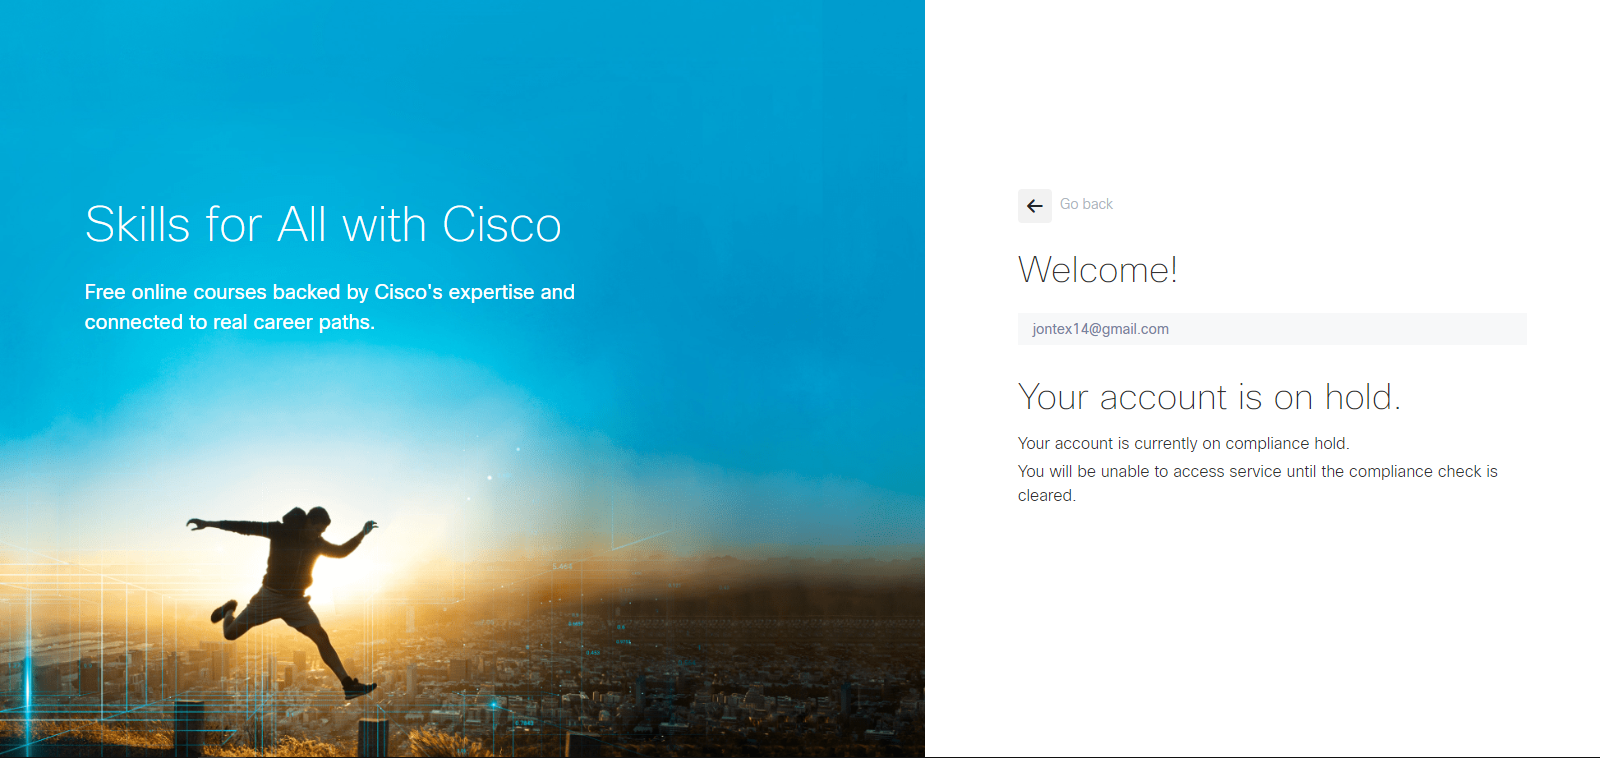 Skills for All with Cisco
Free online courses backed by Cisco's expertise and
connected to real career paths.
Go back
Welcome!
jontex14@gmail.com
Your account is on hold.
Your account is currently on compliance hold.
You will be unable to access service until the compliance check is
cleared.